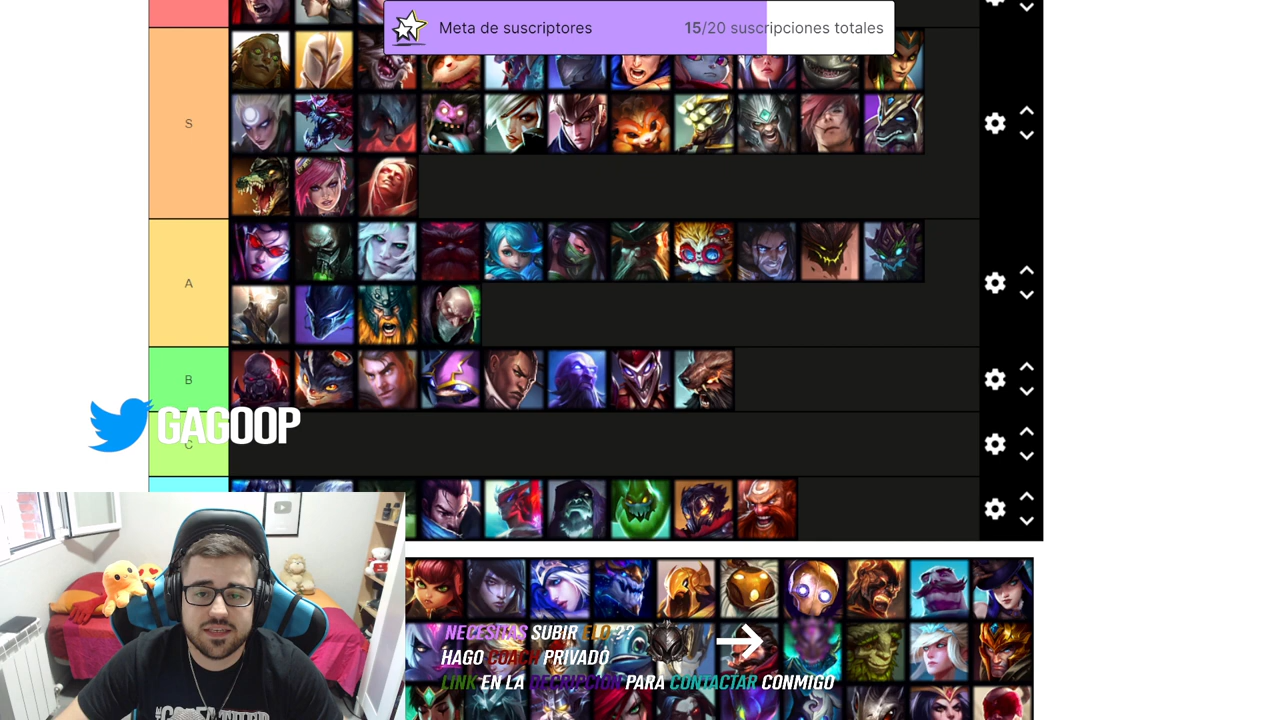 Meta de suscriptores 15/20 suscripciones totales
S
A
B
GAGOOP
C
NECESITAS SUBIR ELO ??
HAGO COACH PRIVADO
LINK EN LA DECRIPCION PARA CONTACTAR CONMIGO